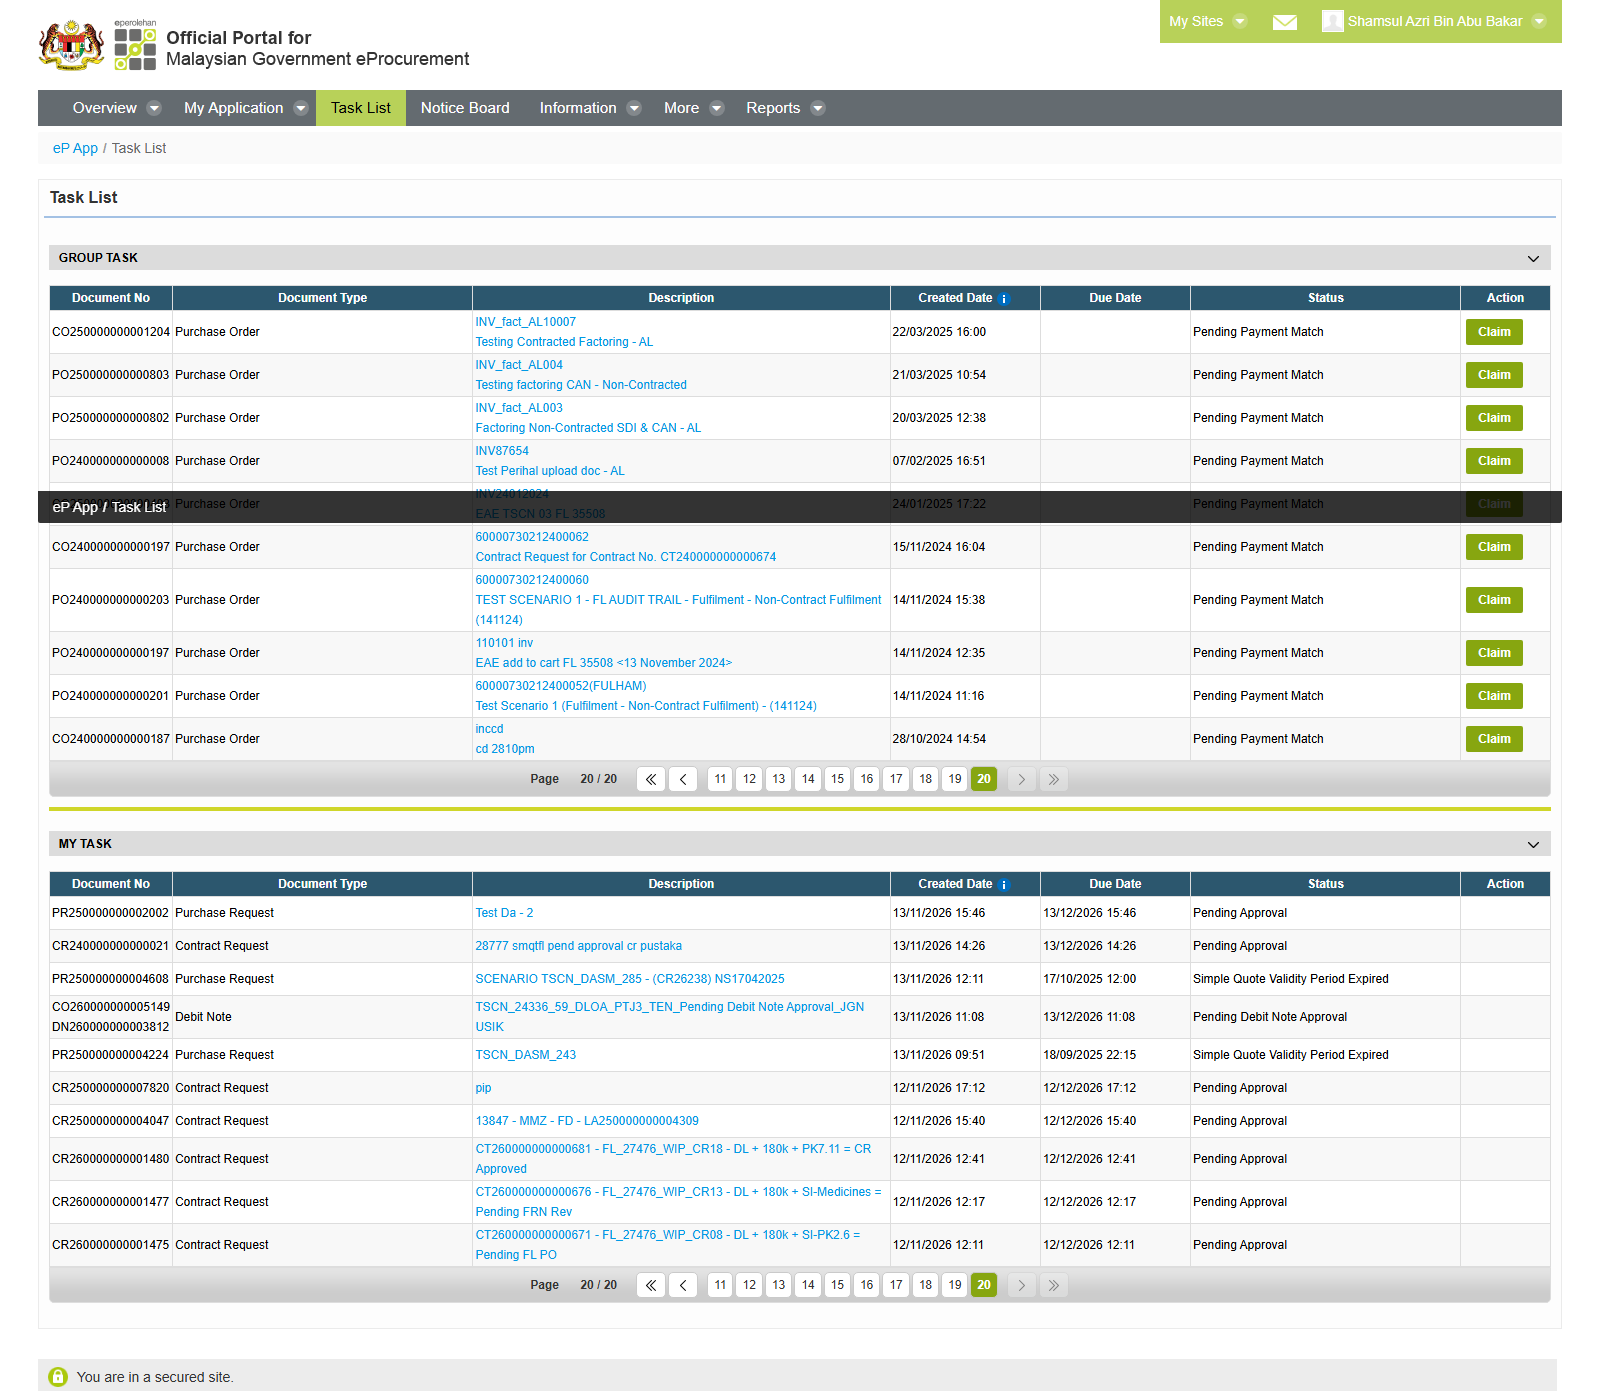 My Sites
Shamsul Azri Bin Abu Bakar
eperolehan
Official Portal for
Malaysian Government eProcurement
Overview My Application Task List Notice Board Information More Reports
eP App / Task List
Task List
GROUP TASK
Document No Document Type Description Created Date Due Date Status Action
CO250000000001204 Purchase Order INV_fact_AL10007 22/03/2025 16:00 Pending Payment Match Claim
Testing Contracted Factoring - AL
PO250000000000803 Purchase Order INV_fact_AL004 21/03/2025 10:54 Pending Payment Match Claim
Testing factoring CAN - Non-Contracted
PO250000000000802 Purchase Order INV_fact_AL003 20/03/2025 12:38 Pending Payment Match Claim
Factoring Non-Contracted SDI & CAN - AL
PO240000000000008 Purchase Order INV87654 07/02/2025 16:51 Pending Payment Match Claim
Test Perihal upload doc - AL
Purchase Order INV24012024 24/01/2025 17:22 Pending Payment Match Claim
EAE TSCN 03 FL 35508
eP App / Task List
CO240000000000197 Purchase Order 60000730212400062 15/11/2024 16:04 Pending Payment Match Claim
Contract Request for Contract No. CT240000000000674
PO240000000000203 Purchase Order 60000730212400060 14/11/2024 15:38 Pending Payment Match Claim
TEST SCENARIO 1 - FL AUDIT TRAIL - Fulfilment - Non-Contract Fulfilment
(141124)
PO240000000000197 Purchase Order 110101 inv 14/11/2024 12:35 Pending Payment Match Claim
EAE add to cart FL 35508 <13 November 2024>
PO240000000000201 Purchase Order 60000730212400052(FULHAM) 14/11/2024 11:16 Pending Payment Match Claim
Test Scenario 1 (Fulfilment - Non-Contract Fulfilment) - (141124)
CO240000000000187 Purchase Order inccd 28/10/2024 14:54 Pending Payment Match Claim
cd 2810pm
Page 20 / 20 11 12 13 14 15 16 17 18 19 20
MY TASK
Document No Document Type Description Created Date Due Date Status Action
PR250000000002002 Purchase Request Test Da - 2 13/11/2026 15:46 13/12/2026 15:46 Pending Approval
CR240000000000021 Contract Request 28777 smqtfl pend approval cr pustaka 13/11/2026 14:26 13/12/2026 14:26 Pending Approval
PR250000000004608 Purchase Request SCENARIO TSCN_DASM_285 - (CR26238) NS17042025 13/11/2026 12:11 17/10/2025 12:00 Simple Quote Validity Period Expired
CO260000000005149 Debit Note TSCN_24336_59_DLOA_PTJ3_TEN_Pending Debit Note Approval_JGN 13/11/2026 11:08 13/12/2026 11:08 Pending Debit Note Approval
DN260000000003812 USIK
PR250000000004224 Purchase Request TSCN_DASM_243 13/11/2026 09:51 18/09/2025 22:15 Simple Quote Validity Period Expired
CR250000000007820 Contract Request pip 12/11/2026 17:12 12/12/2026 17:12 Pending Approval
CR250000000004047 Contract Request 13847 - MMZ - FD - LA250000000004309 12/11/2026 15:40 12/12/2026 15:40 Pending Approval
CR260000000001480 Contract Request CT260000000000681 - FL_27476_WIP_CR18 - DL + 180k + PK7.11 = CR 12/11/2026 12:41 12/12/2026 12:41 Pending Approval
Approved
CR260000000001477 Contract Request CT260000000000676 - FL_27476_WIP_CR13 - DL + 180k + SI-Medicines = 12/11/2026 12:17 12/12/2026 12:17 Pending Approval
Pending FRN Rev
CR260000000001475 Contract Request CT260000000000671 - FL_27476_WIP_CR08 - DL + 180k + SI-PK2.6 = 12/11/2026 12:11 12/12/2026 12:11 Pending Approval
Pending FL PO
Page 20 / 20 11 12 13 14 15 16 17 18 19 20
You are in a secured site.